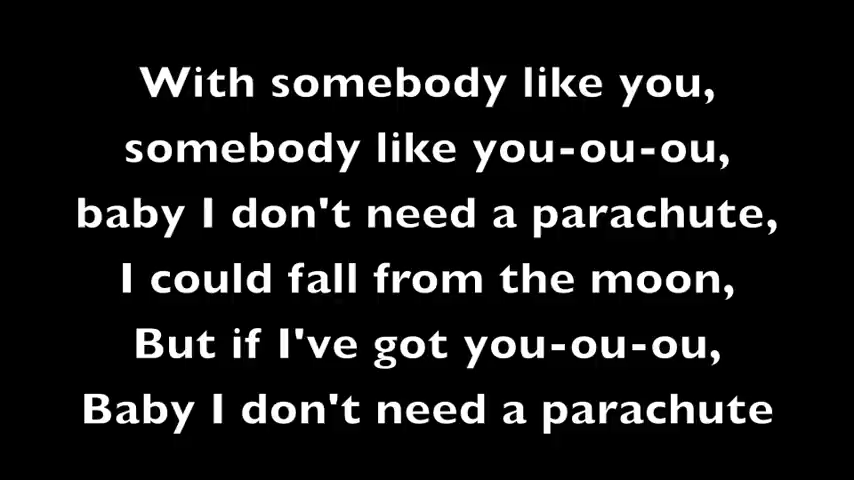 With somebody like you,
somebody like you-ou-ou,
baby I don't need a parachute,
I could fall from the moon,
But if I've got you-ou-ou,
Baby I don't need a parachute